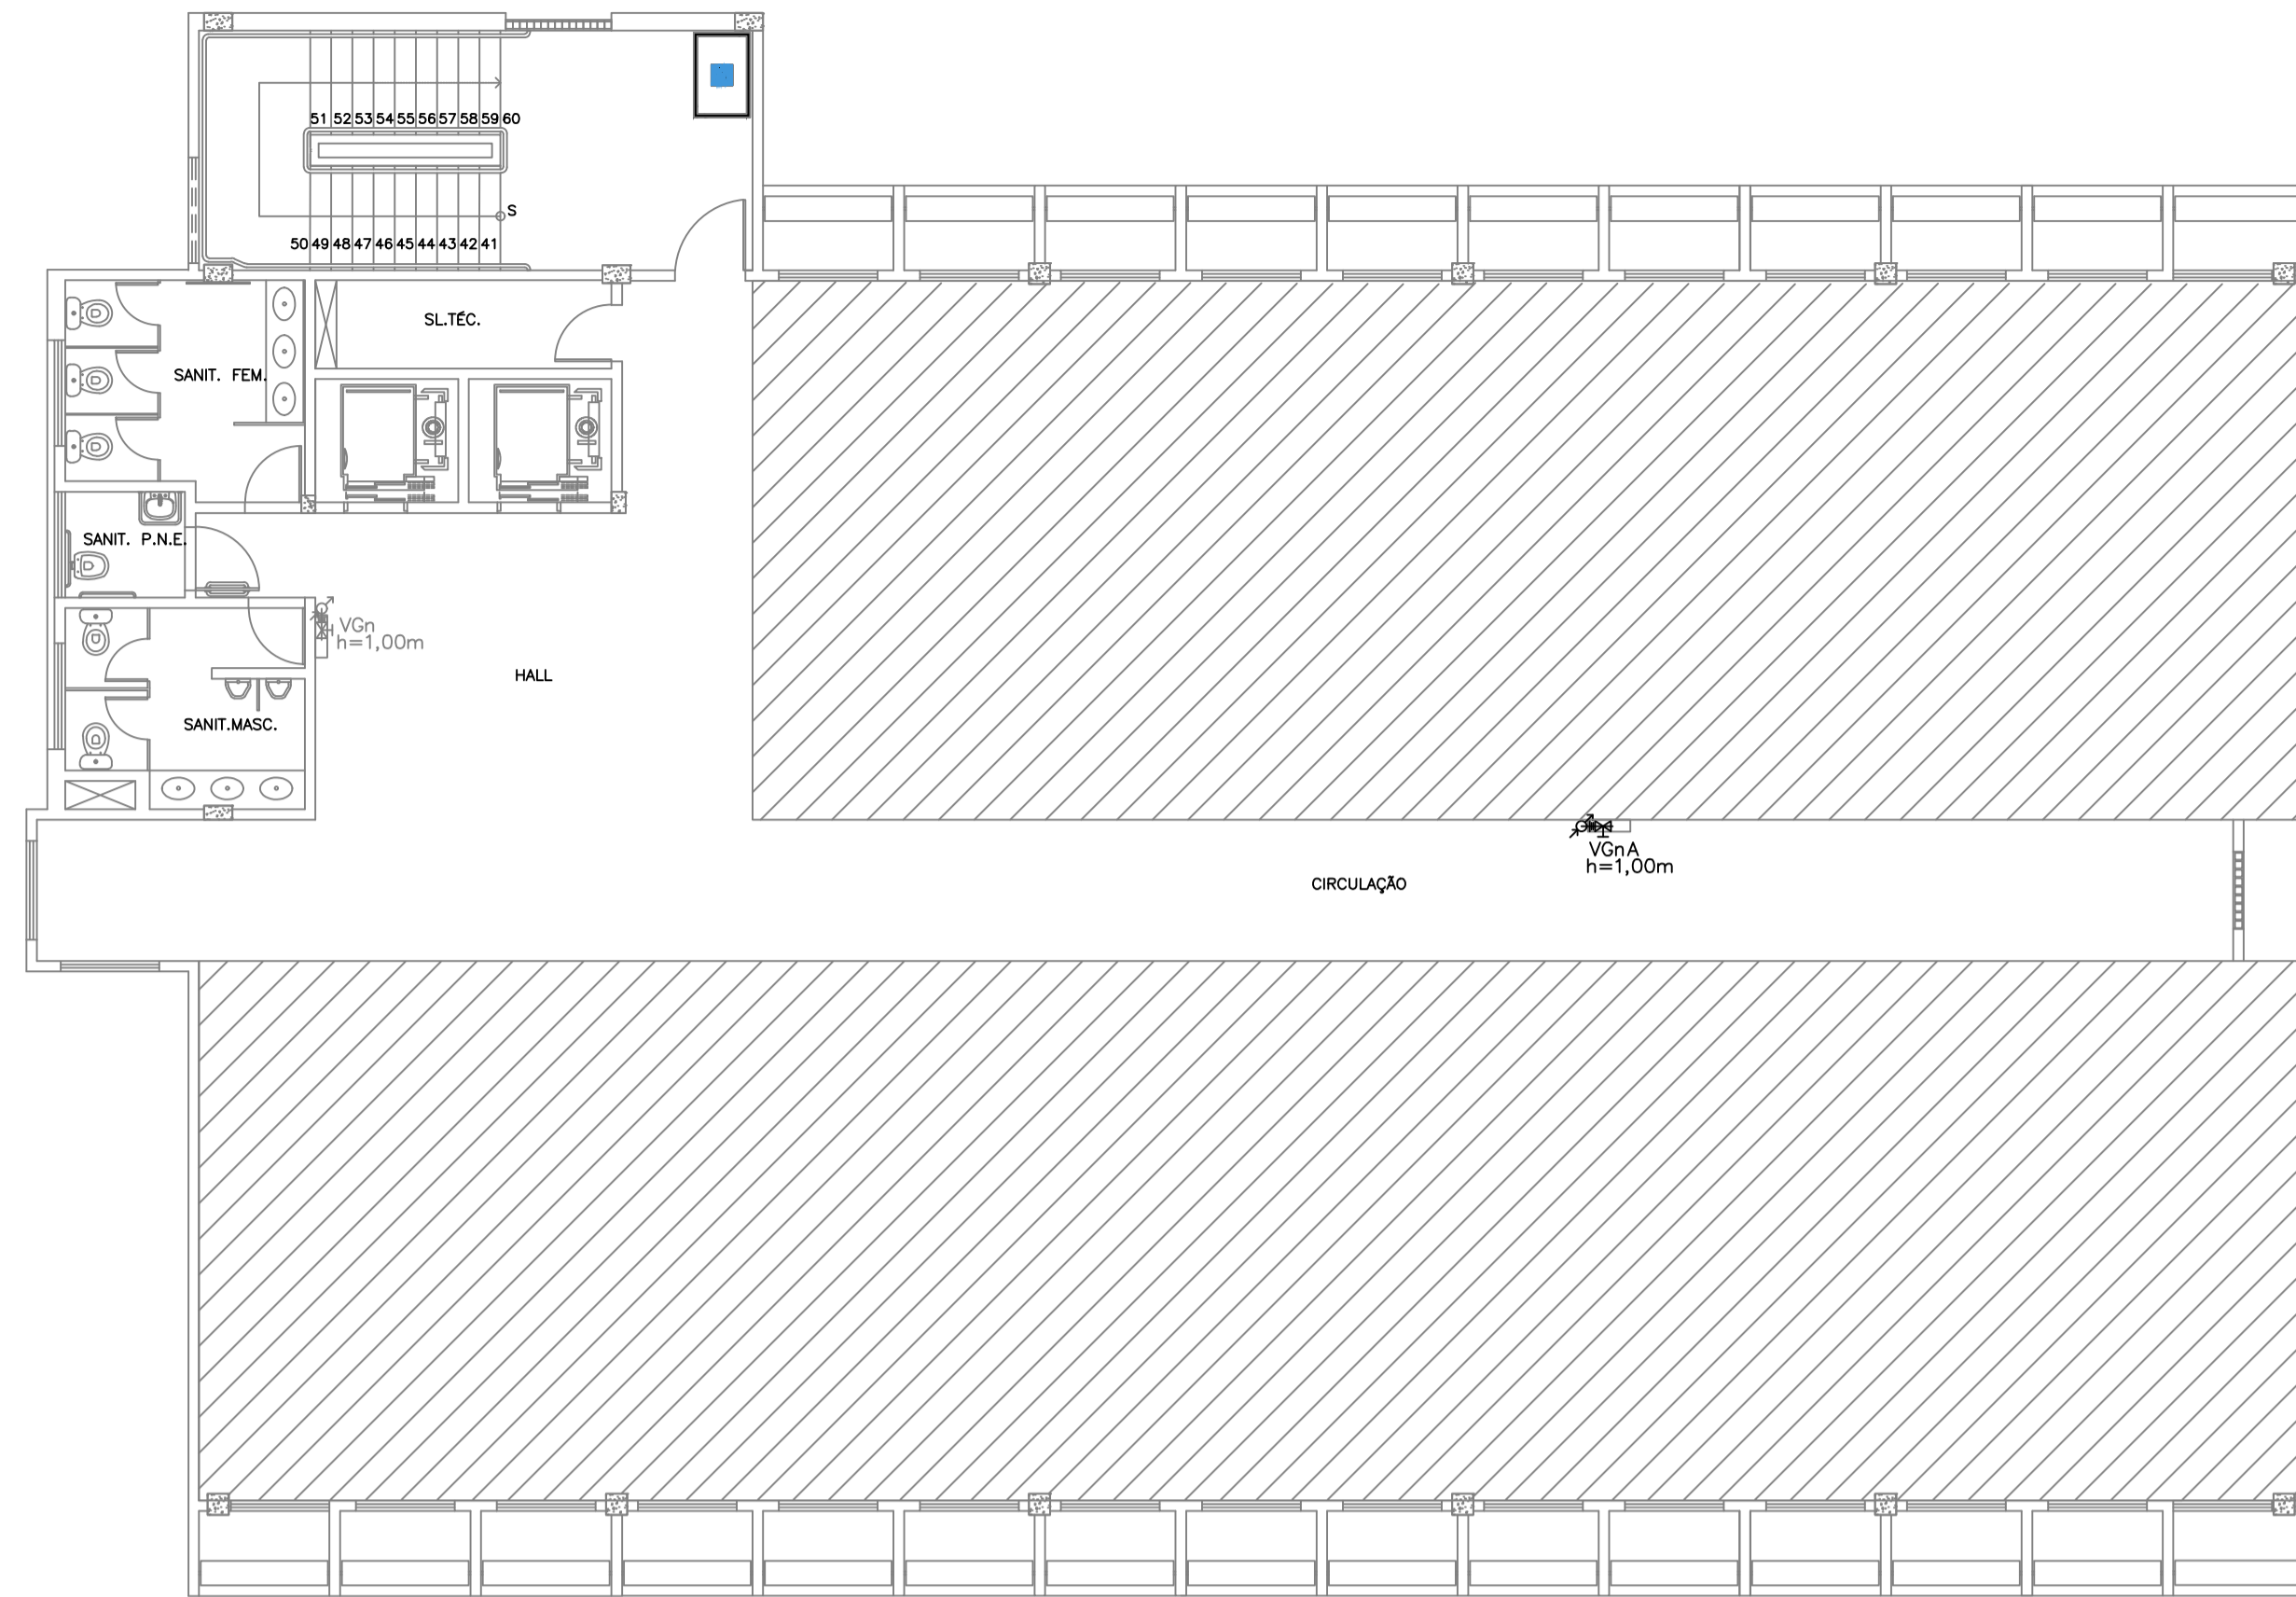 51 52 53 54 55 56 57 58 59 60
S
50 49 48 47 46 45 44 43 42 41
SL.TÉC.
SANIT. FEM.
SANIT. P.N.E.
VGn
h=1,00m
HALL
SANIT.MASC.
VGnA
h=1,00m
CIRCULAÇÃO